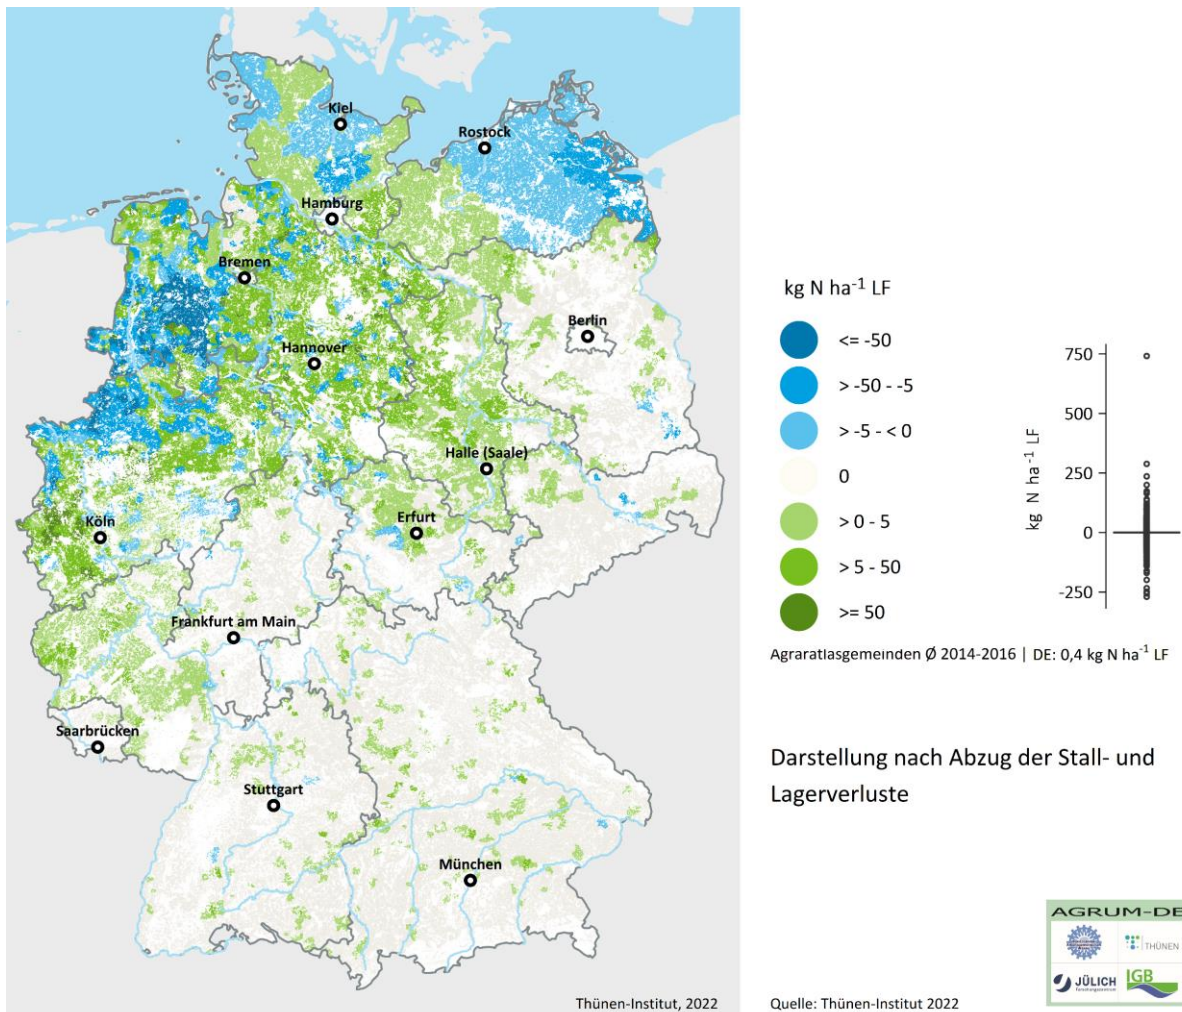 Kiel
Rostock
Hamburg
Bremen
Berlin
Hannover
Halle (Saale)
Köln
Erfurt
Frankfurt am Main
Saarbrücken
Stuttgart
München
Thünen-Institut, 2022
kg N ha⁻¹ LF
<= -50
> -50 - -5
> -5 - < 0
0
> 0 - 5
> 5 - 50
>= 50
kg N ha⁻¹ LF
750
500
250
0
-250
Agraratlasgemeinden Ø 2014-2016 | DE: 0,4 kg N ha⁻¹ LF
Darstellung nach Abzug der Stall- und
Lagerverluste
Quelle: Thünen-Institut 2022
AGRUM-DE
THÜNEN
JÜLICH
IGB